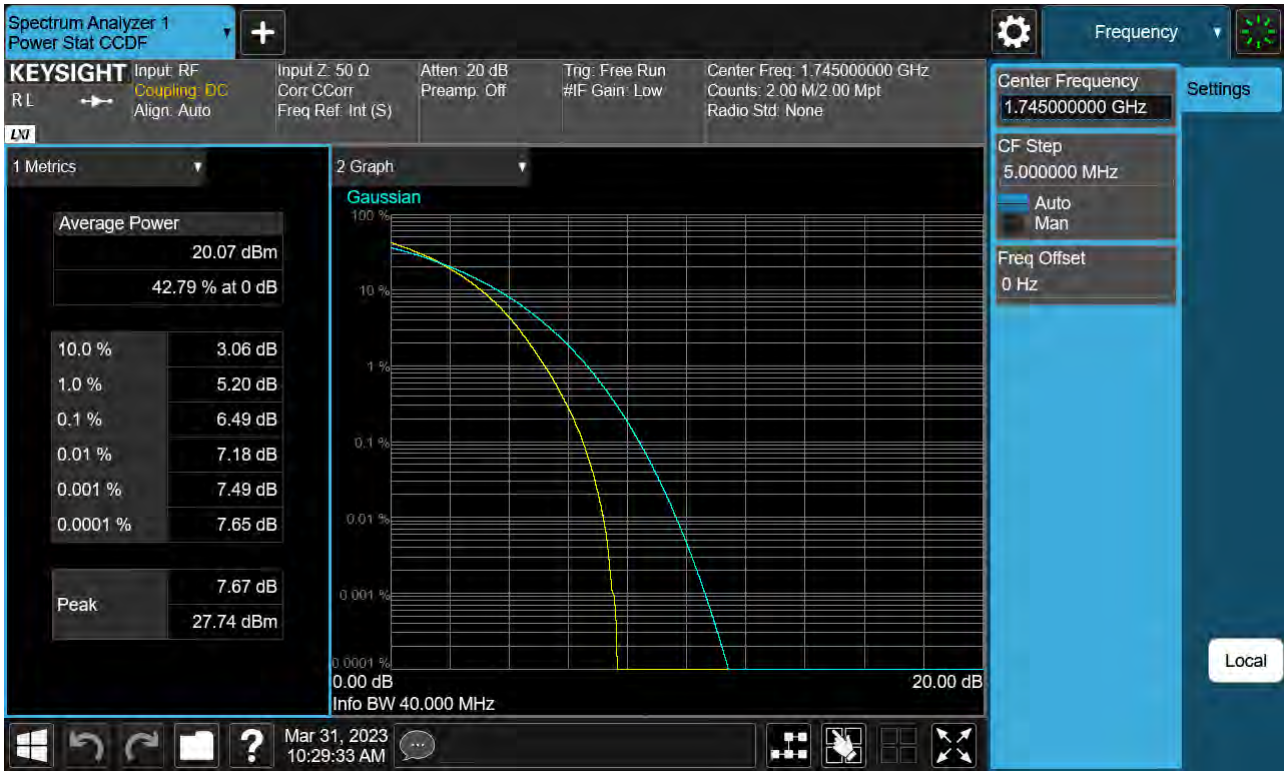 Spectrum Analyzer 1
Power Stat CCDF
Frequency
KEYSIGHT
RL
LXI
Input: RF
Coupling: DC
Align: Auto
Input Z: 50 Ω
Corr CCorr
Freq Ref: Int (S)
Atten: 20 dB
Preamp: Off
Trig: Free Run
#IF Gain: Low
Center Freq: 1.745000000 GHz
Counts: 2.00 M/2.00 Mpt
Radio Std: None
Center Frequency
1.745000000 GHz
Settings
CF Step
5.000000 MHz
Auto
Man
Freq Offset
0 Hz
1 Metrics
Average Power
20.07 dBm
42.79 % at 0 dB
10.0 % 3.06 dB
1.0 % 5.20 dB
0.1 % 6.49 dB
0.01 % 7.18 dB
0.001 % 7.49 dB
0.0001 % 7.65 dB
Peak
7.67 dB
27.74 dBm
2 Graph
Gaussian
100 %
10 %
1 %
0.1 %
0.01 %
0.001 %
0.0001 %
0.00 dB 20.00 dB
Info BW 40.000 MHz
Local
?
Mar 31, 2023
10:29:33 AM